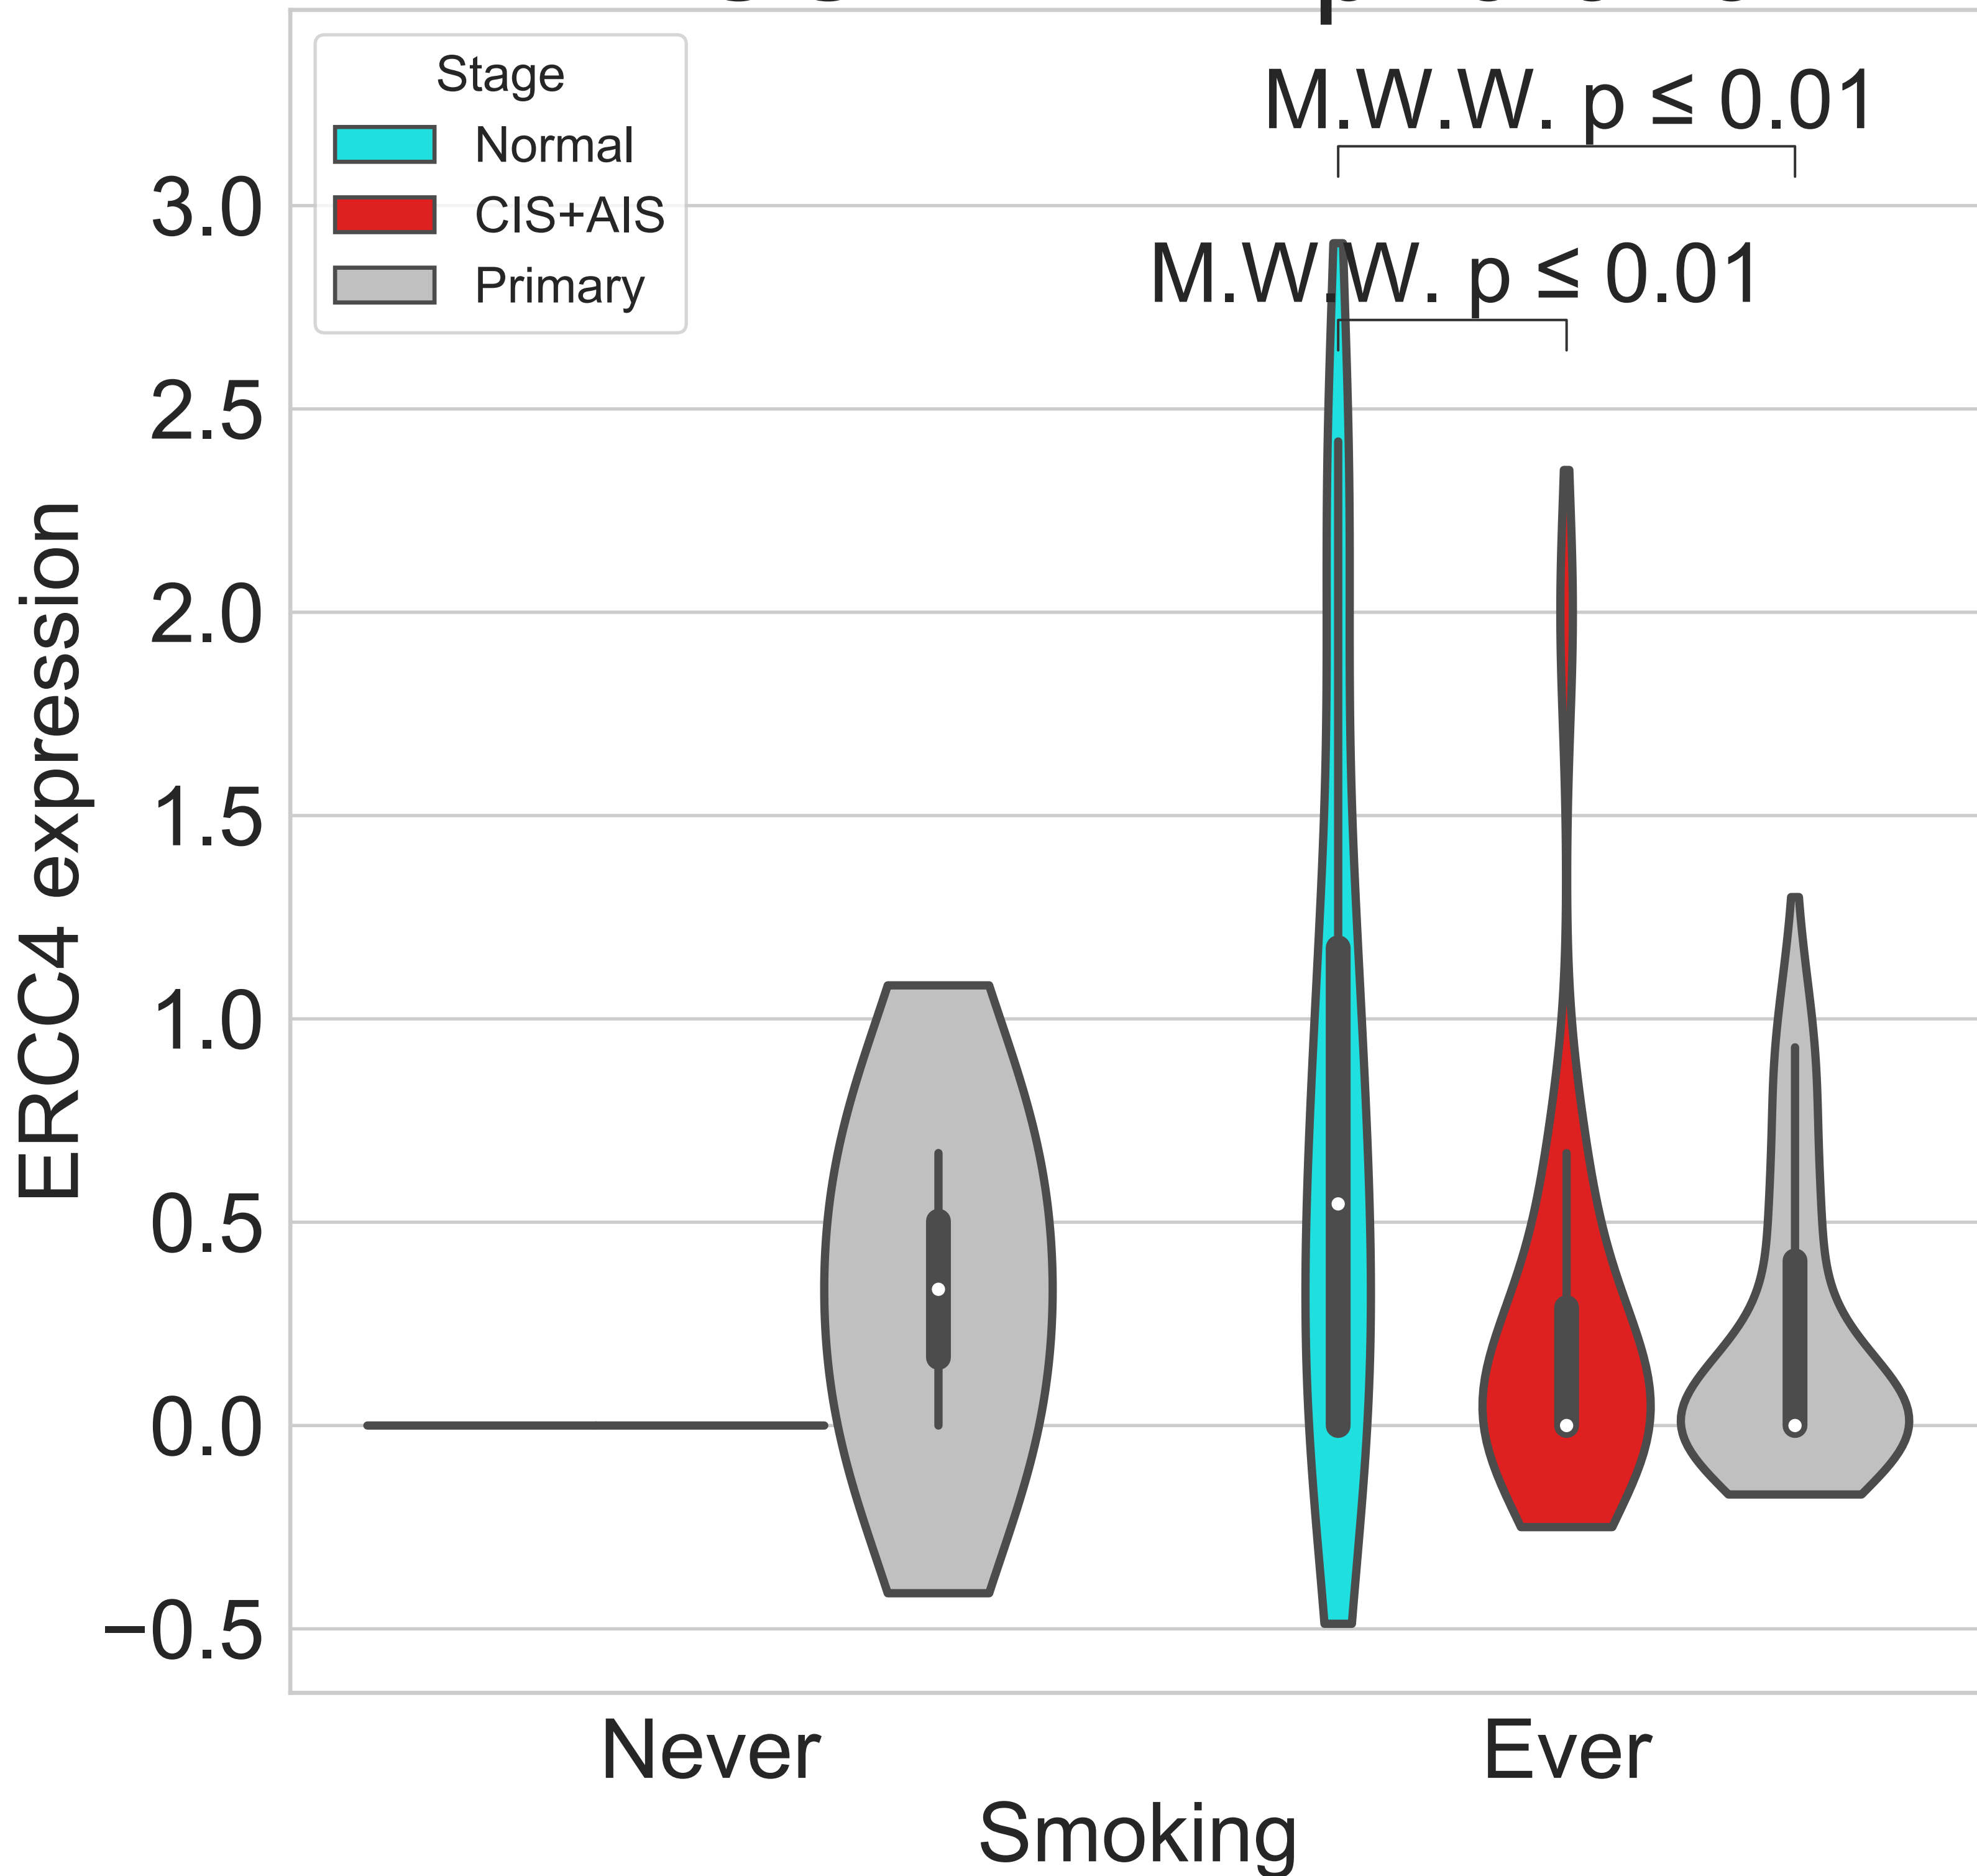 M.W.W. p ≤ 0.01
M.W.W. p ≤ 0.01
Stage
Normal
CIS+AIS
Primary
3.0
2.5
2.0
1.5
1.0
0.5
0.0
−0.5
ERCC4 expression
Never
Ever
Smoking